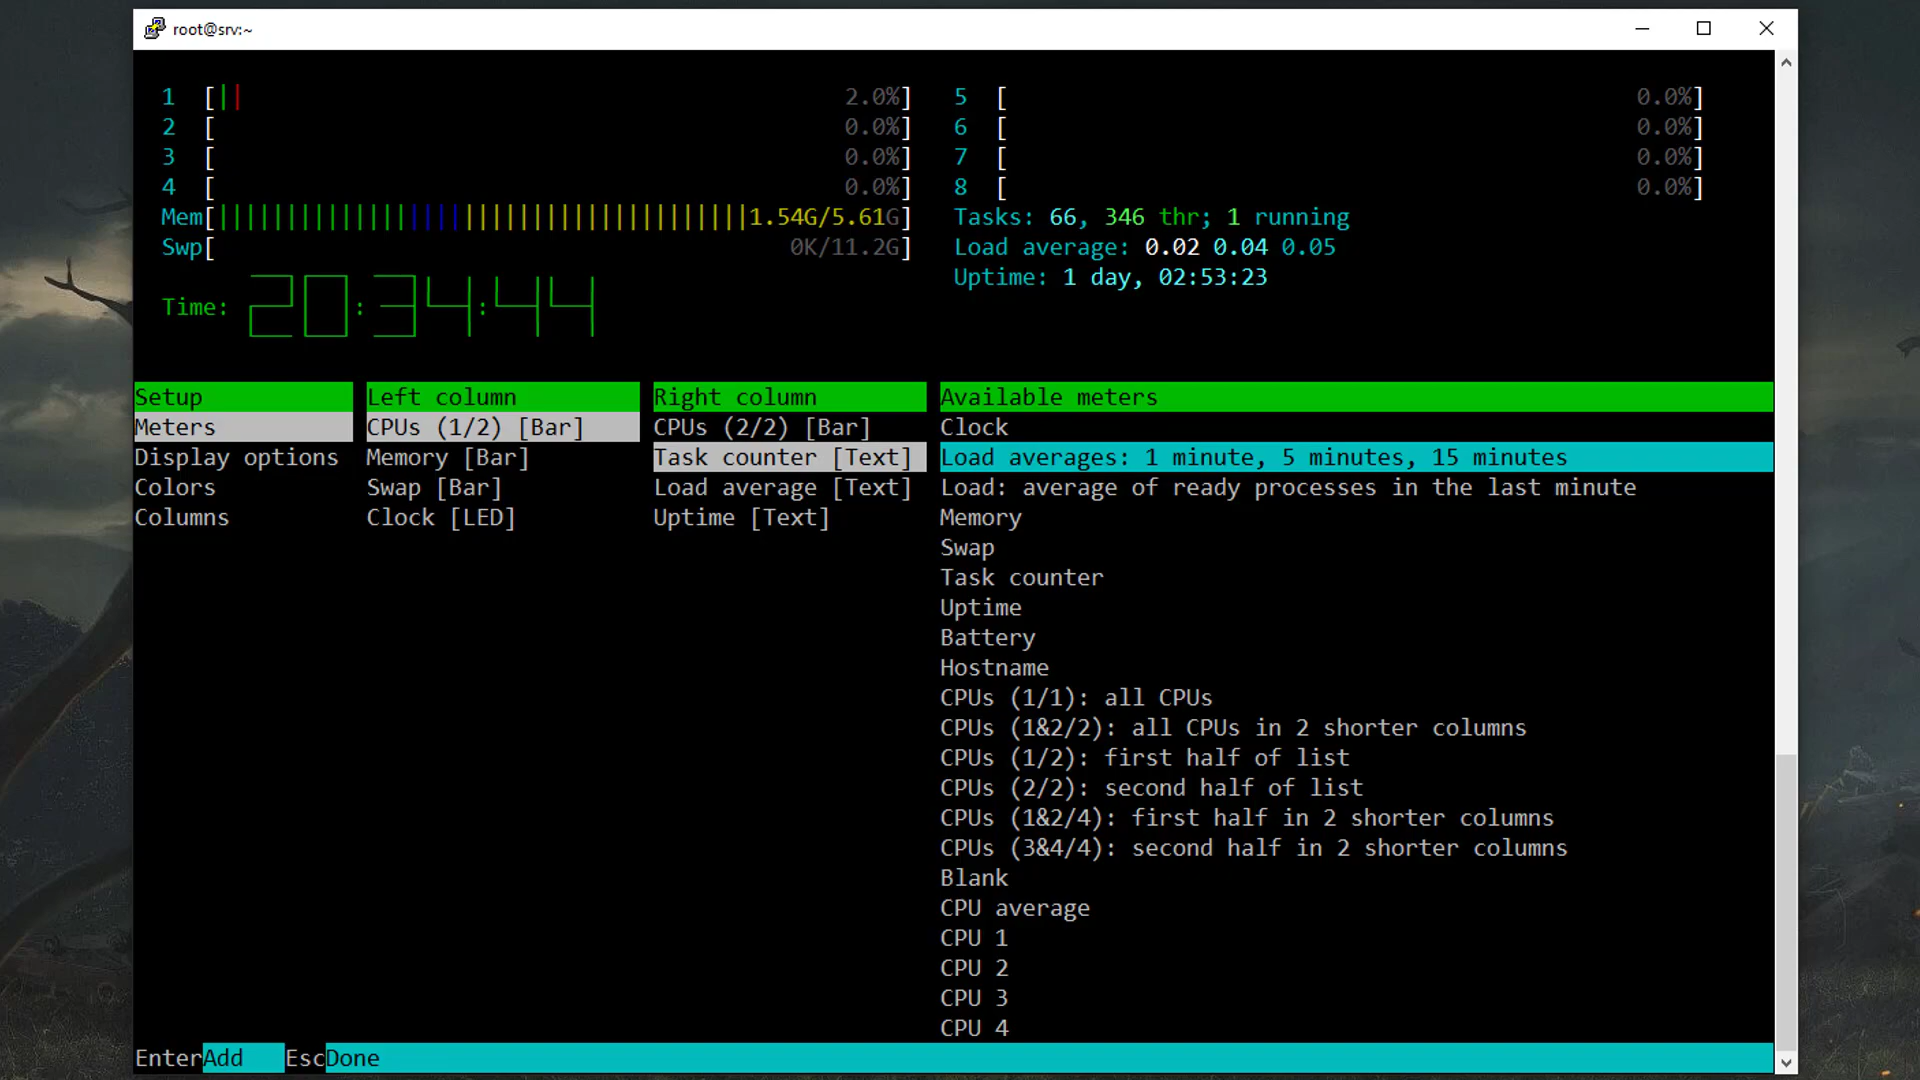 root@srv:~
1 [|| 2.0%] 5 [ 0.0%]
2 [ 0.0%] 6 [ 0.0%]
3 [ 0.0%] 7 [ 0.0%]
4 [ 0.0%] 8 [ 0.0%]
Mem[|||||||||||||||||||||||||||||||||||||||1.54G/5.61G] Tasks: 66, 346 thr; 1 running
Swp[ 0K/11.2G] Load average: 0.02 0.04 0.05
Uptime: 1 day, 02:53:23
Time: 20:34:44
Setup Left column Right column Available meters
Meters CPUs (1/2) [Bar] CPUs (2/2) [Bar] Clock
Display options Memory [Bar] Task counter [Text] Load averages: 1 minute, 5 minutes, 15 minutes
Colors Swap [Bar] Load average [Text] Load: average of ready processes in the last minute
Columns Clock [LED] Uptime [Text] Memory
Swap
Task counter
Uptime
Battery
Hostname
CPUs (1/1): all CPUs
CPUs (1&2/2): all CPUs in 2 shorter columns
CPUs (1/2): first half of list
CPUs (2/2): second half of list
CPUs (1&2/4): first half in 2 shorter columns
CPUs (3&4/4): second half in 2 shorter columns
Blank
CPU average
CPU 1
CPU 2
CPU 3
CPU 4
EnterAdd EscDone